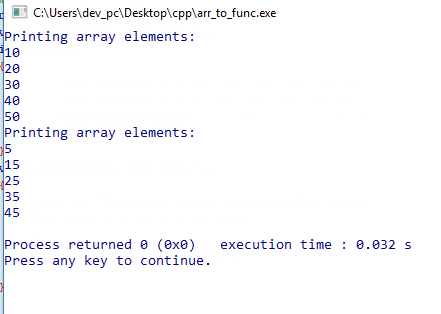 C:\Users\dev_pc\Desktop\cpp\arr_to_func.exe
Printing array elements:
10
20
30
40
50
Printing array elements:
5
15
25
35
45
Process returned 0 (0x0)   execution time : 0.032 s
Press any key to continue.